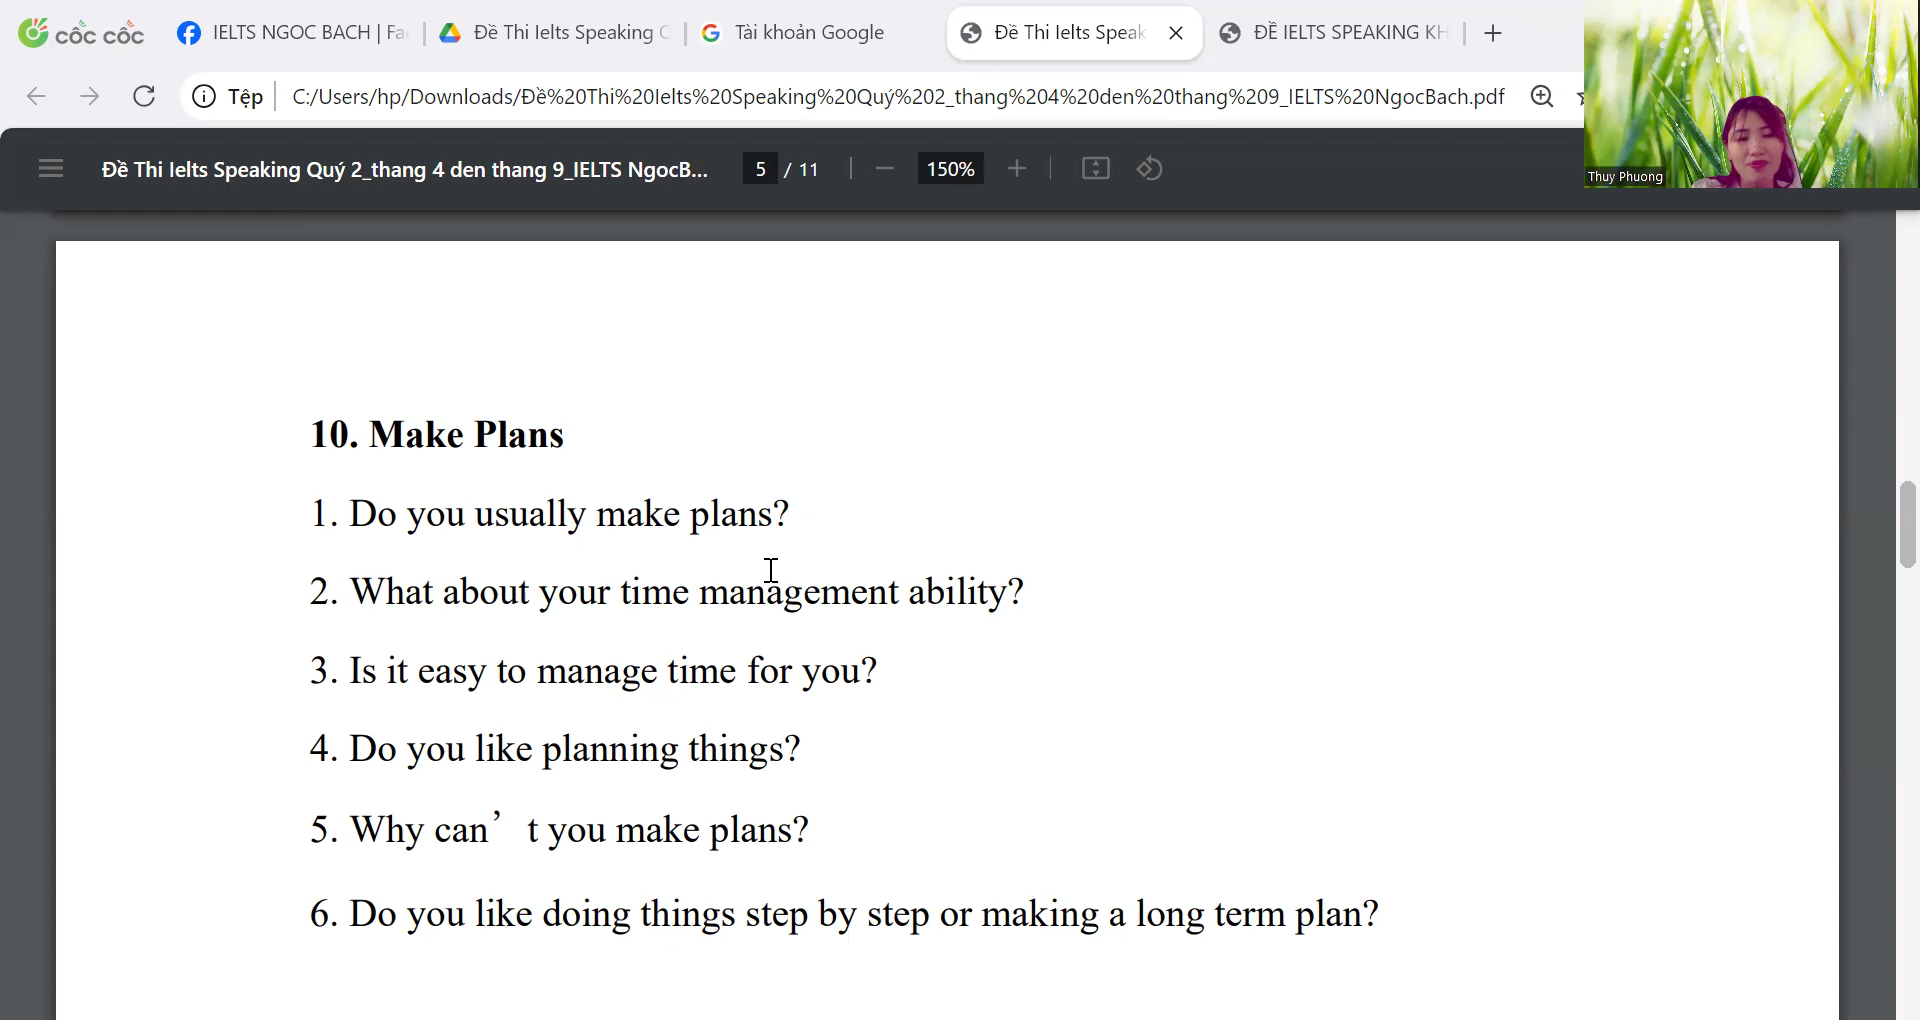 cốc cốc
IELTS NGOC BACH | Fa
Đề Thi Ielts Speaking
Tài khoản Google
Đề Thi Ielts Speak
ĐỀ IELTS SPEAKING KH
Tệp
C:/Users/hp/Downloads/Đề%20Thi%20Ielts%20Speaking%20Quý%202_thang%204%20den%20thang%209_IELTS%20NgocBach.pdf
Đề Thi Ielts Speaking Quý 2_thang 4 den thang 9_IELTS NgocB...
5 / 11
150%
Thuy Phuong
10. Make Plans
1. Do you usually make plans?
2. What about your time management ability?
3. Is it easy to manage time for you?
4. Do you like planning things?
5. Why can’ t you make plans?
6. Do you like doing things step by step or making a long term plan?